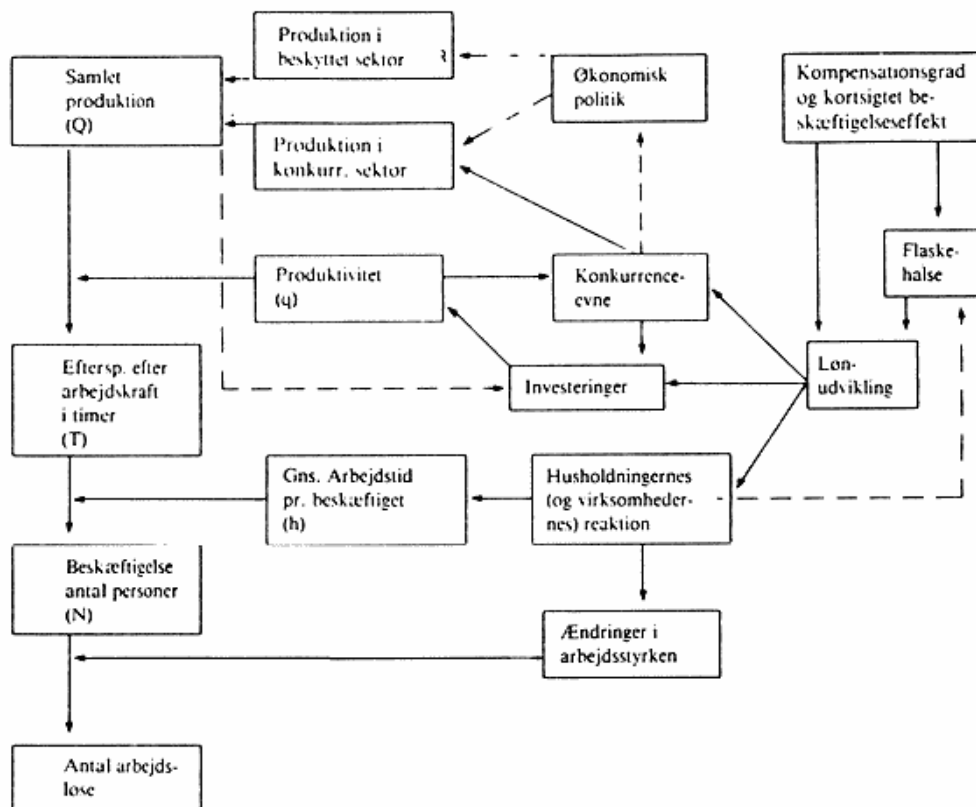 Produktion i
beskyttet sektor
Samlet
produktion
(Q)
Økonomisk
politik
Kompensationsgrad
og kortsigtet be-
skæftigelseseffekt
Produktion i
konkurr. sektor
Flaske-
halse
Produktivitet
(q)
Konkurrence-
evne
Eftersp. efter
arbejdskraft
i timer
(T)
Investeringer
Løn-
udvikling
Gns. Arbejdstid
pr. beskæftiget
(h)
Husholdningernes
(og virksomheder-
nes) reaktion
Beskæftigelse
antal personer
(N)
Ændringer i
arbejdsstyrken
Antal arbejds-
løse